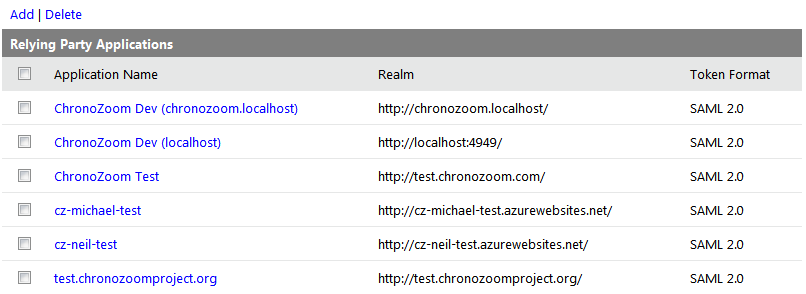 Add | Delete
Relying Party Applications
Application Name Realm Token Format
ChronoZoom Dev (chronozoom.localhost) http://chronozoom.localhost/ SAML 2.0
ChronoZoom Dev (localhost) http://localhost:4949/ SAML 2.0
ChronoZoom Test http://test.chronozoom.com/ SAML 2.0
cz-michael-test http://cz-michael-test.azurewebsites.net/ SAML 2.0
cz-neil-test http://cz-neil-test.azurewebsites.net/ SAML 2.0
test.chronozoomproject.org http://test.chronozoomproject.org/ SAML 2.0